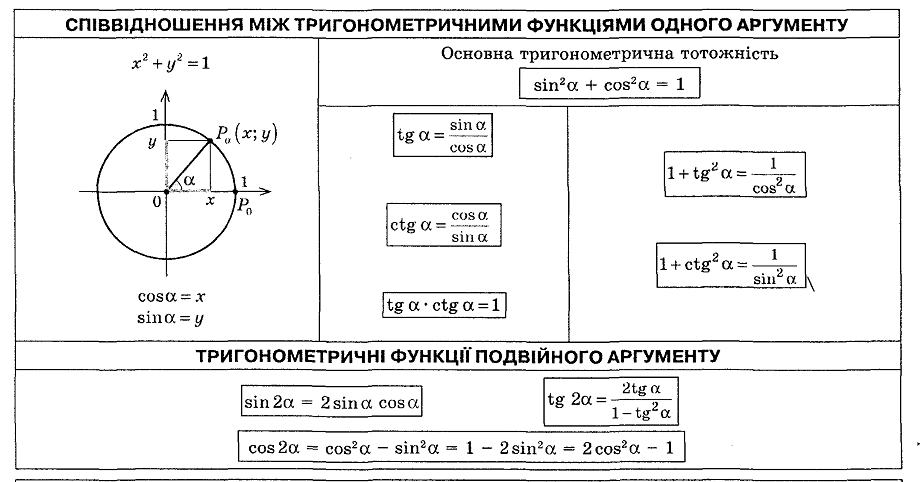 СПІВВІДНОШЕННЯ МІЖ ТРИГОНОМЕТРИЧНИМИ ФУНКЦІЯМИ ОДНОГО АРГУМЕНТУ
x² + y² = 1
1
y
Pα (x; y)
α
1
0
x
P₀
cos α = x
sin α = y
Основна тригонометрична тотожність
sin²α + cos²α = 1
tg α = sin α / cos α
ctg α = cos α / sin α
tg α · ctg α = 1
1 + tg²α = 1 / cos²α
1 + ctg²α = 1 / sin²α
ТРИГОНОМЕТРИЧНІ ФУНКЦІЇ ПОДВІЙНОГО АРГУМЕНТУ
sin 2α = 2 sin α cos α
tg 2α = 2tg α / 1 − tg²α
cos 2α = cos²α − sin²α = 1 − 2 sin²α = 2 cos²α − 1